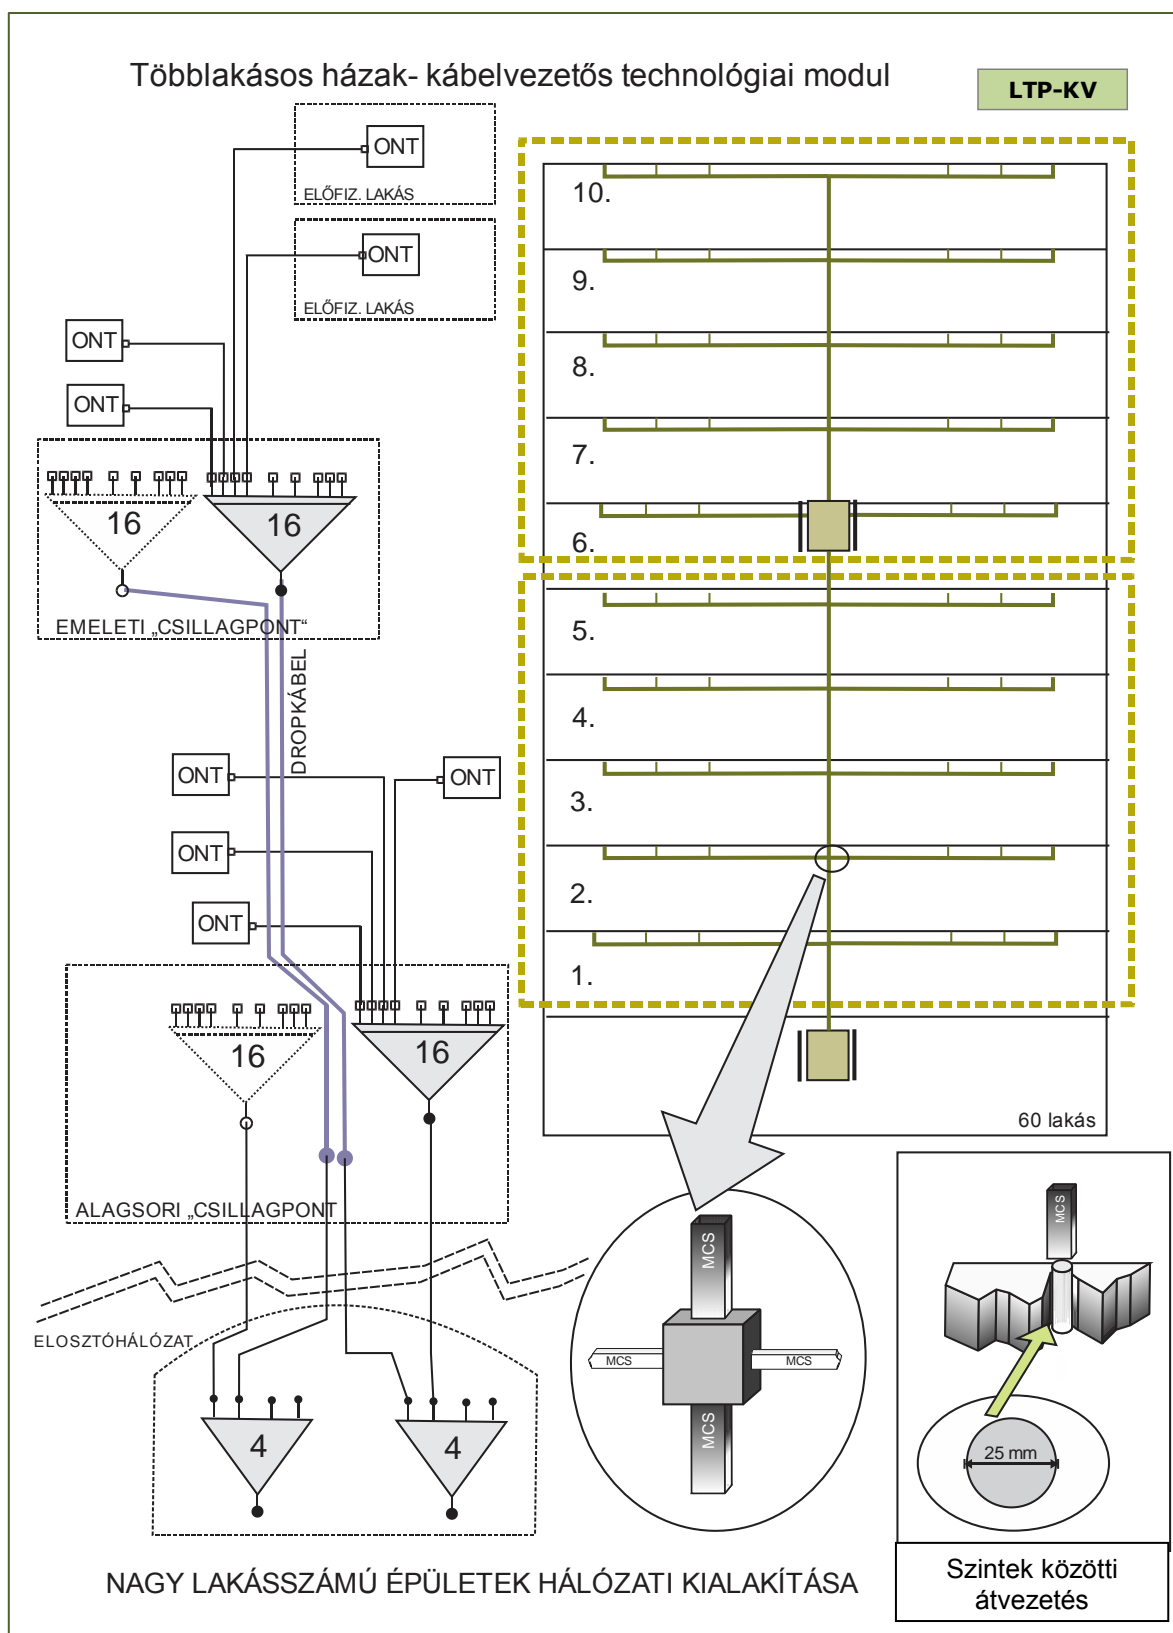 Többlakásos házak- kábelvezetős technológiai modul
LTP-KV
ONT
ELŐFIZ. LAKÁS
ONT
ELŐFIZ. LAKÁS
ONT
ONT
16
16
EMELETI „CSILLAGPONT“
DROPKÁBEL
ONT
ONT
ONT
ONT
16
16
ALAGSORI „CSILLAGPONT
ELOSZTÓHÁLÓZAT
4
4
10.
9.
8.
7.
6.
5.
4.
3.
2.
1.
60 lakás
MCS
MCS
MCS
MCS
MCS
25 mm
Szintek közötti
átvezetés
NAGY LAKÁSSZÁMÚ ÉPÜLETEK HÁLÓZATI KIALAKÍTÁSA